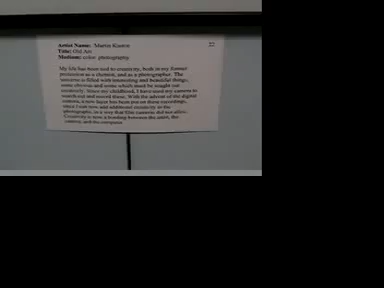 Artist Name: Martin 22
Title: Old Art
Medium: color photography
My life has been tied to creativity, both in my former
profession as a chemist, and as a photographer. The
universe is filled with interesting and beautiful things,
some obvious and some which must be sought out
creatively. Since my childhood, I have used my camera to
search out and record them. With the advent of the digital
camera, a new layer has been put on these recordings,
since I can now add additional creativity to the
photographs, in a way that film cameras did not allow.
Creativity is now a bonding between the artist, the
camera, and the computer.